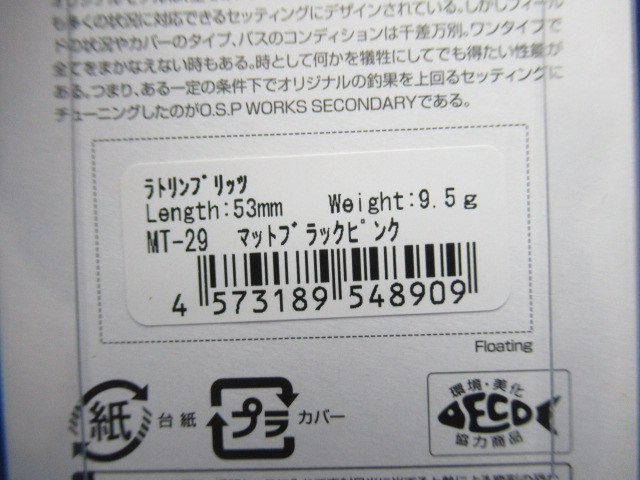 も多くの状況に対応できるセッティングにデザインされている。しかしフィール
ドの状況やカバーのタイプ、バスのコンディションは千差万別。ワンタイプで
全てをまかなえない時もある。時として何かを犠牲にしてでも得たい性能が
ある。つまり、ある一定の条件下でオリジナルの釣果を上回るセッティングに
チューニングしたのがO.S.P WORKS SECONDARYである。
ﾗﾄﾘﾝﾌﾞﾘｯﾂ
Length:53mm Weight:9.5g
MT-29 ﾏｯﾄﾌﾞﾗｯｸﾋﾟﾝｸ
4 573189 548909
Floating
紙 台紙 プラ カバー
環境・美化
DECO
協力商品